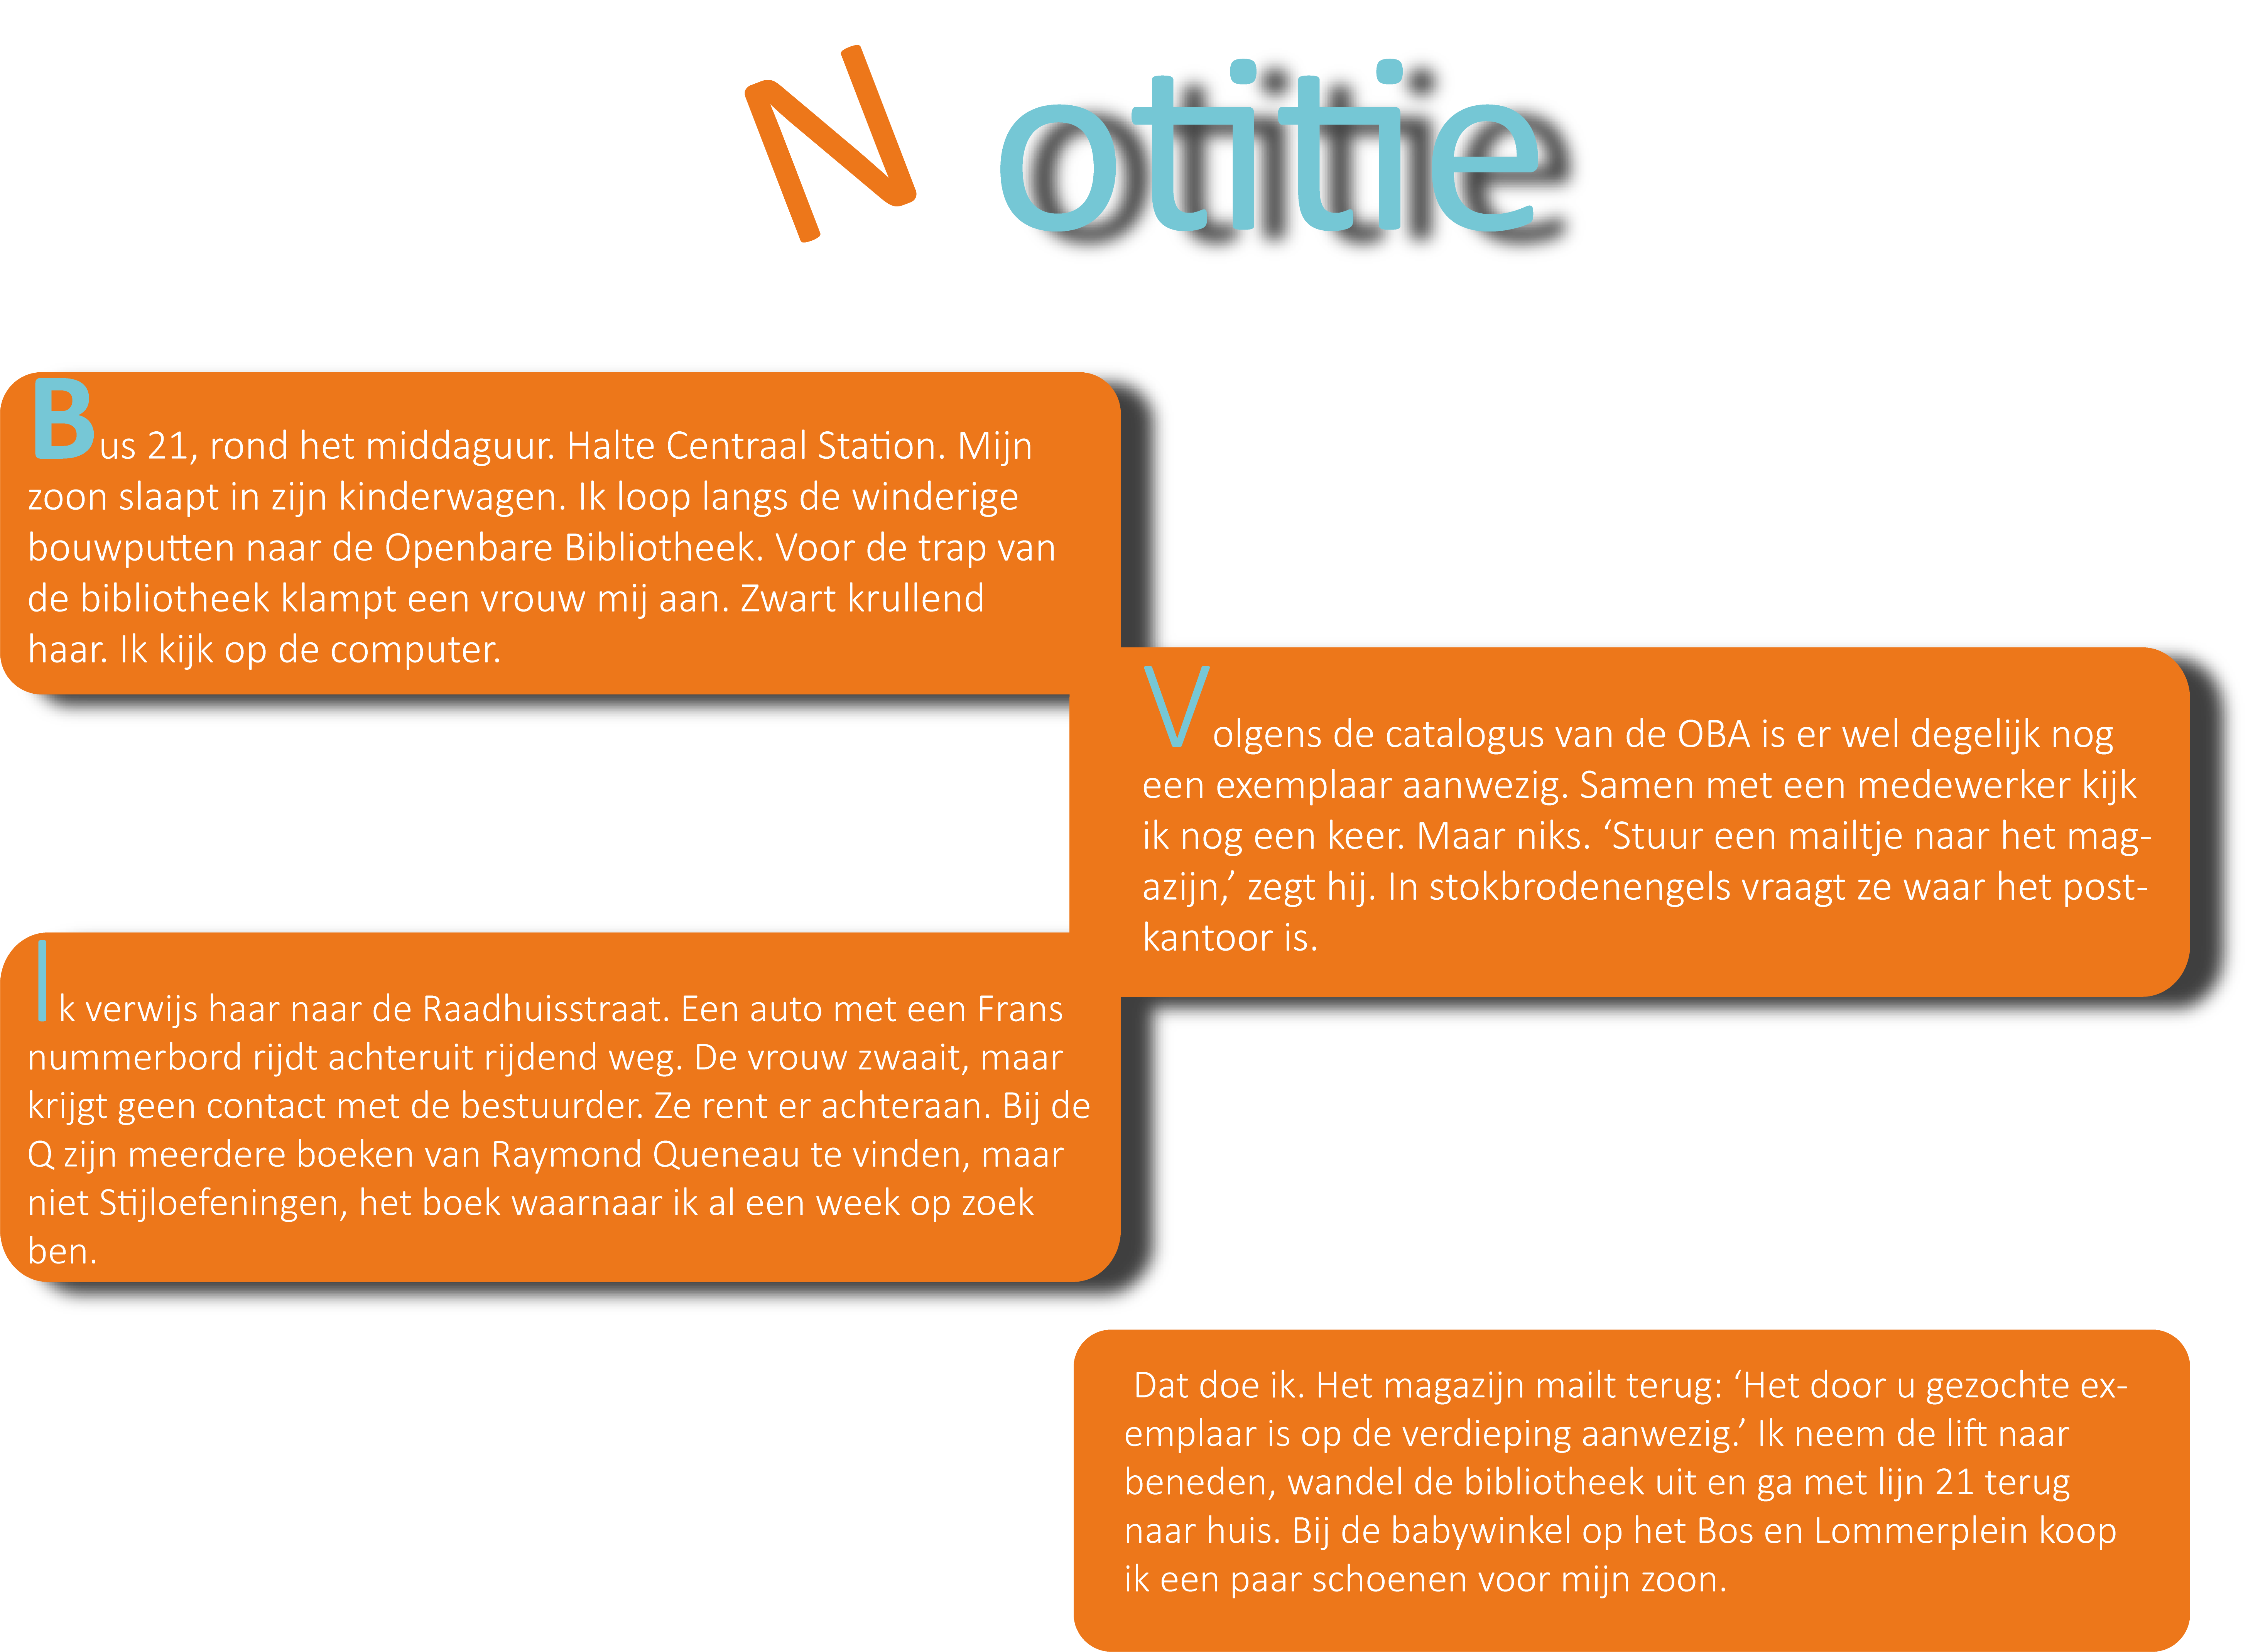 Notitie
Bus 21, rond het middaguur. Halte Centraal Station. Mijn
zoon slaapt in zijn kinderwagen. Ik loop langs de winderige
bouwputten naar de Openbare Bibliotheek. Voor de trap van
de bibliotheek klampt een vrouw mij aan. Zwart krullend
haar. Ik kijk op de computer.
Volgens de catalogus van de OBA is er wel degelijk nog
een exemplaar aanwezig. Samen met een medewerker kijk
ik nog een keer. Maar niks. ‘Stuur een mailtje naar het mag-
azijn,’ zegt hij. In stokbrodenengels vraagt ze waar het post-
kantoor is.
Ik verwijs haar naar de Raadhuisstraat. Een auto met een Frans
nummerbord rijdt achteruit rijdend weg. De vrouw zwaait, maar
krijgt geen contact met de bestuurder. Ze rent er achteraan. Bij de
Q zijn meerdere boeken van Raymond Queneau te vinden, maar
niet Stijloefeningen, het boek waarnaar ik al een week op zoek
ben.
Dat doe ik. Het magazijn mailt terug: ‘Het door u gezochte ex-
emplaar is op de verdieping aanwezig.’ Ik neem de lift naar
beneden, wandel de bibliotheek uit en ga met lijn 21 terug
naar huis. Bij de babywinkel op het Bos en Lommerplein koop
ik een paar schoenen voor mijn zoon.